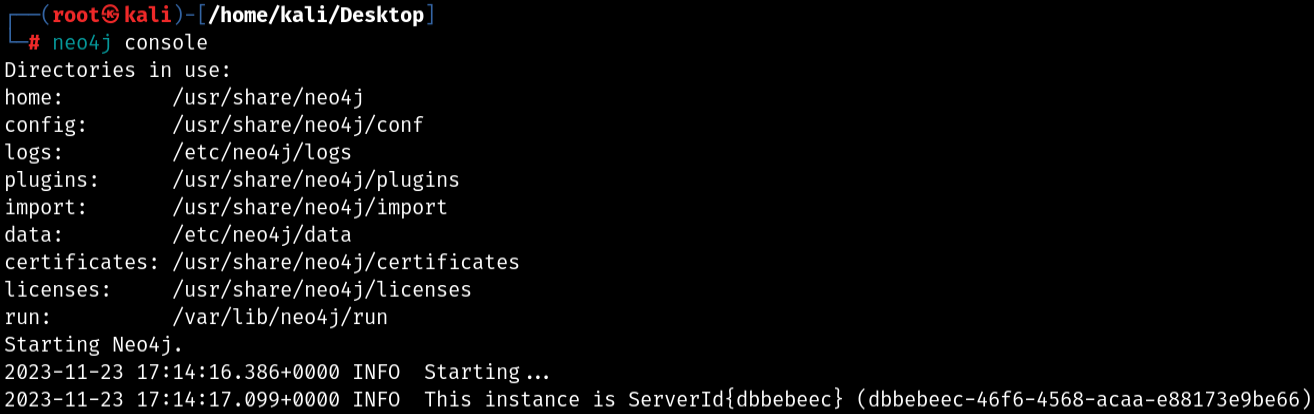 ┌──(root㉿kali)-[/home/kali/Desktop]
└─# neo4j console
Directories in use:
home:         /usr/share/neo4j
config:       /usr/share/neo4j/conf
logs:         /etc/neo4j/logs
plugins:      /usr/share/neo4j/plugins
import:       /usr/share/neo4j/import
data:         /etc/neo4j/data
certificates: /usr/share/neo4j/certificates
licenses:     /usr/share/neo4j/licenses
run:          /var/lib/neo4j/run
Starting Neo4j.
2023-11-23 17:14:16.386+0000 INFO  Starting...
2023-11-23 17:14:17.099+0000 INFO  This instance is ServerId{dbbebeec} (dbbebeec-46f6-4568-acaa-e88173e9be66)